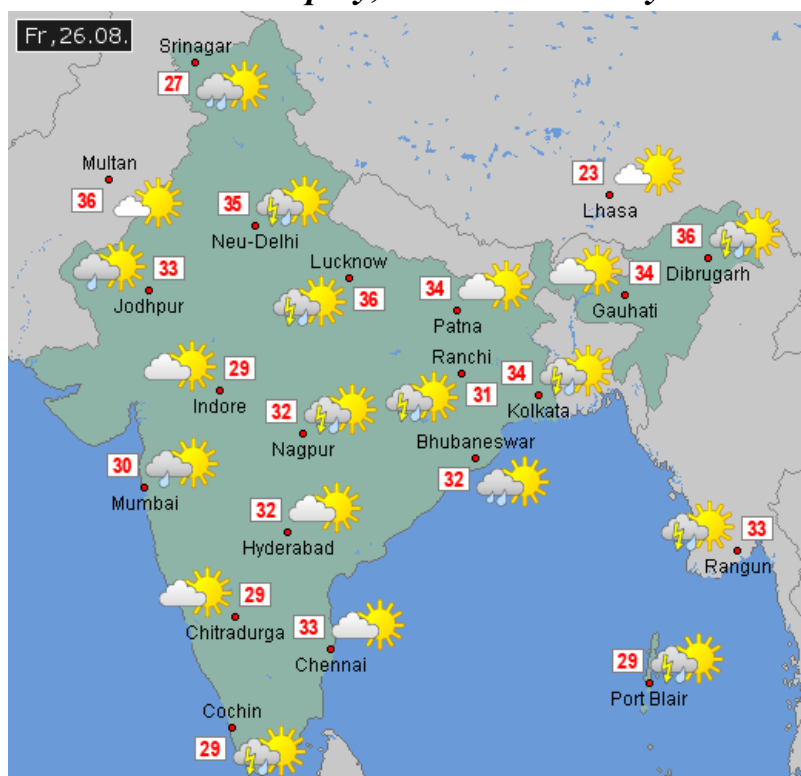 Fr,26.08.
Srinagar
27
Multan
36
35
Neu-Delhi
23
Lhasa
36
Dibrugarh
33
Jodhpur
Lucknow
36
34
Patna
34
Gauhati
29
Indore
Ranchi
31
34
Kolkata
32
Nagpur
Bhubaneswar
32
30
Mumbai
32
Hyderabad
33
Rangun
29
Chitradurga
33
Chennai
29
Port Blair
Cochin
29